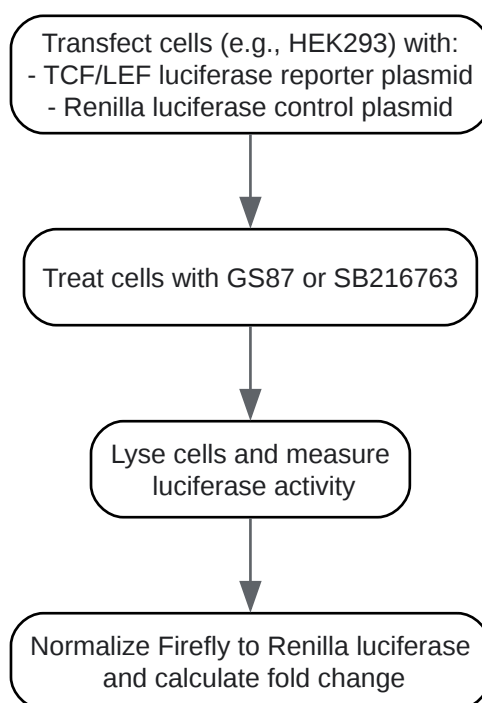 Transfect cells (e.g., HEK293) with:
- TCF/LEF luciferase reporter plasmid
- Renilla luciferase control plasmid
Treat cells with GS87 or SB216763
Lyse cells and measure
luciferase activity
Normalize Firefly to Renilla luciferase
and calculate fold change